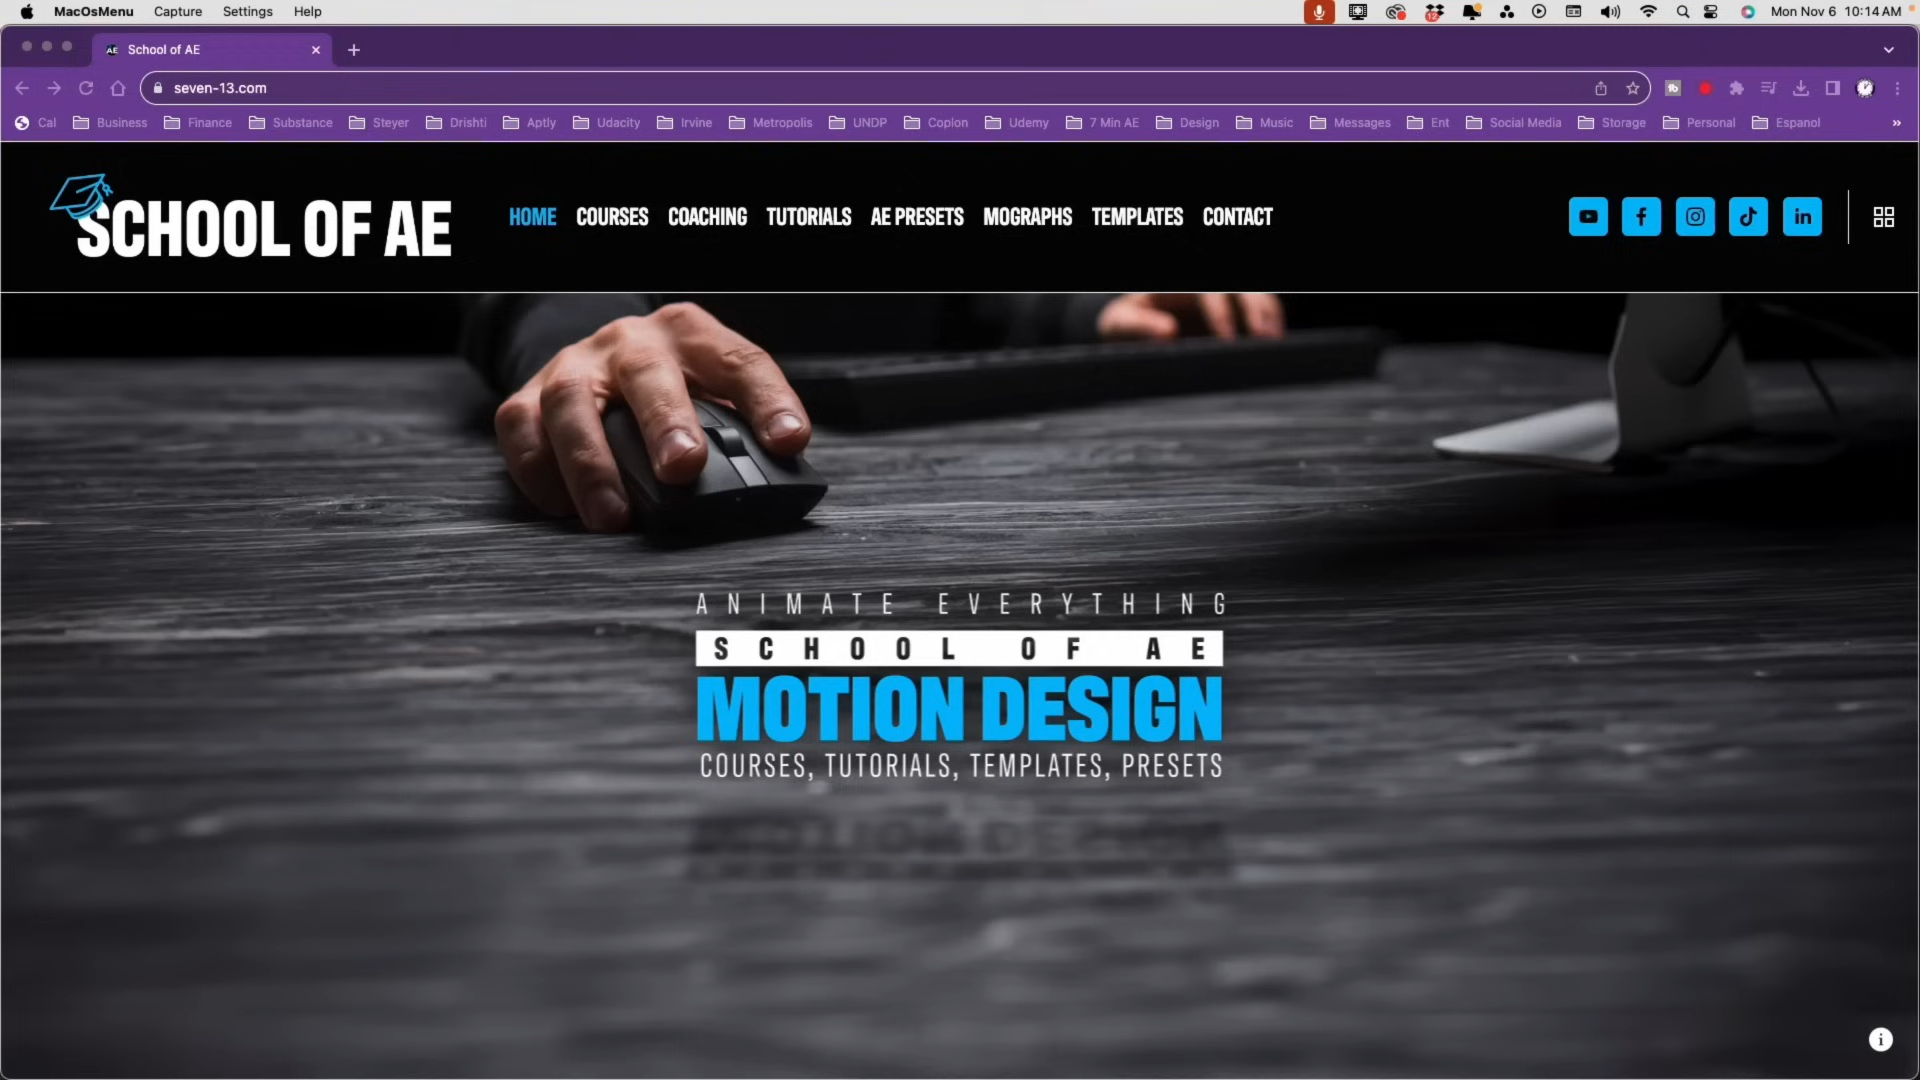 MacOsMenu Capture Settings Help
12
Mon Nov 6 10:14 AM
AE School of AE
seven-13.com
Cal Business Finance Substance Steyer Drishti Aptly Udacity Irvine Metropolis UNDP Coplon Udemy 7 Min AE Design Music Messages Ent Social Media Storage Personal Espanol »
SCHOOL OF AE
HOME COURSES COACHING TUTORIALS AE PRESETS MOGRAPHS TEMPLATES CONTACT
ANIMATE EVERYTHING
SCHOOL OF AE
MOTION DESIGN
COURSES, TUTORIALS, TEMPLATES, PRESETS